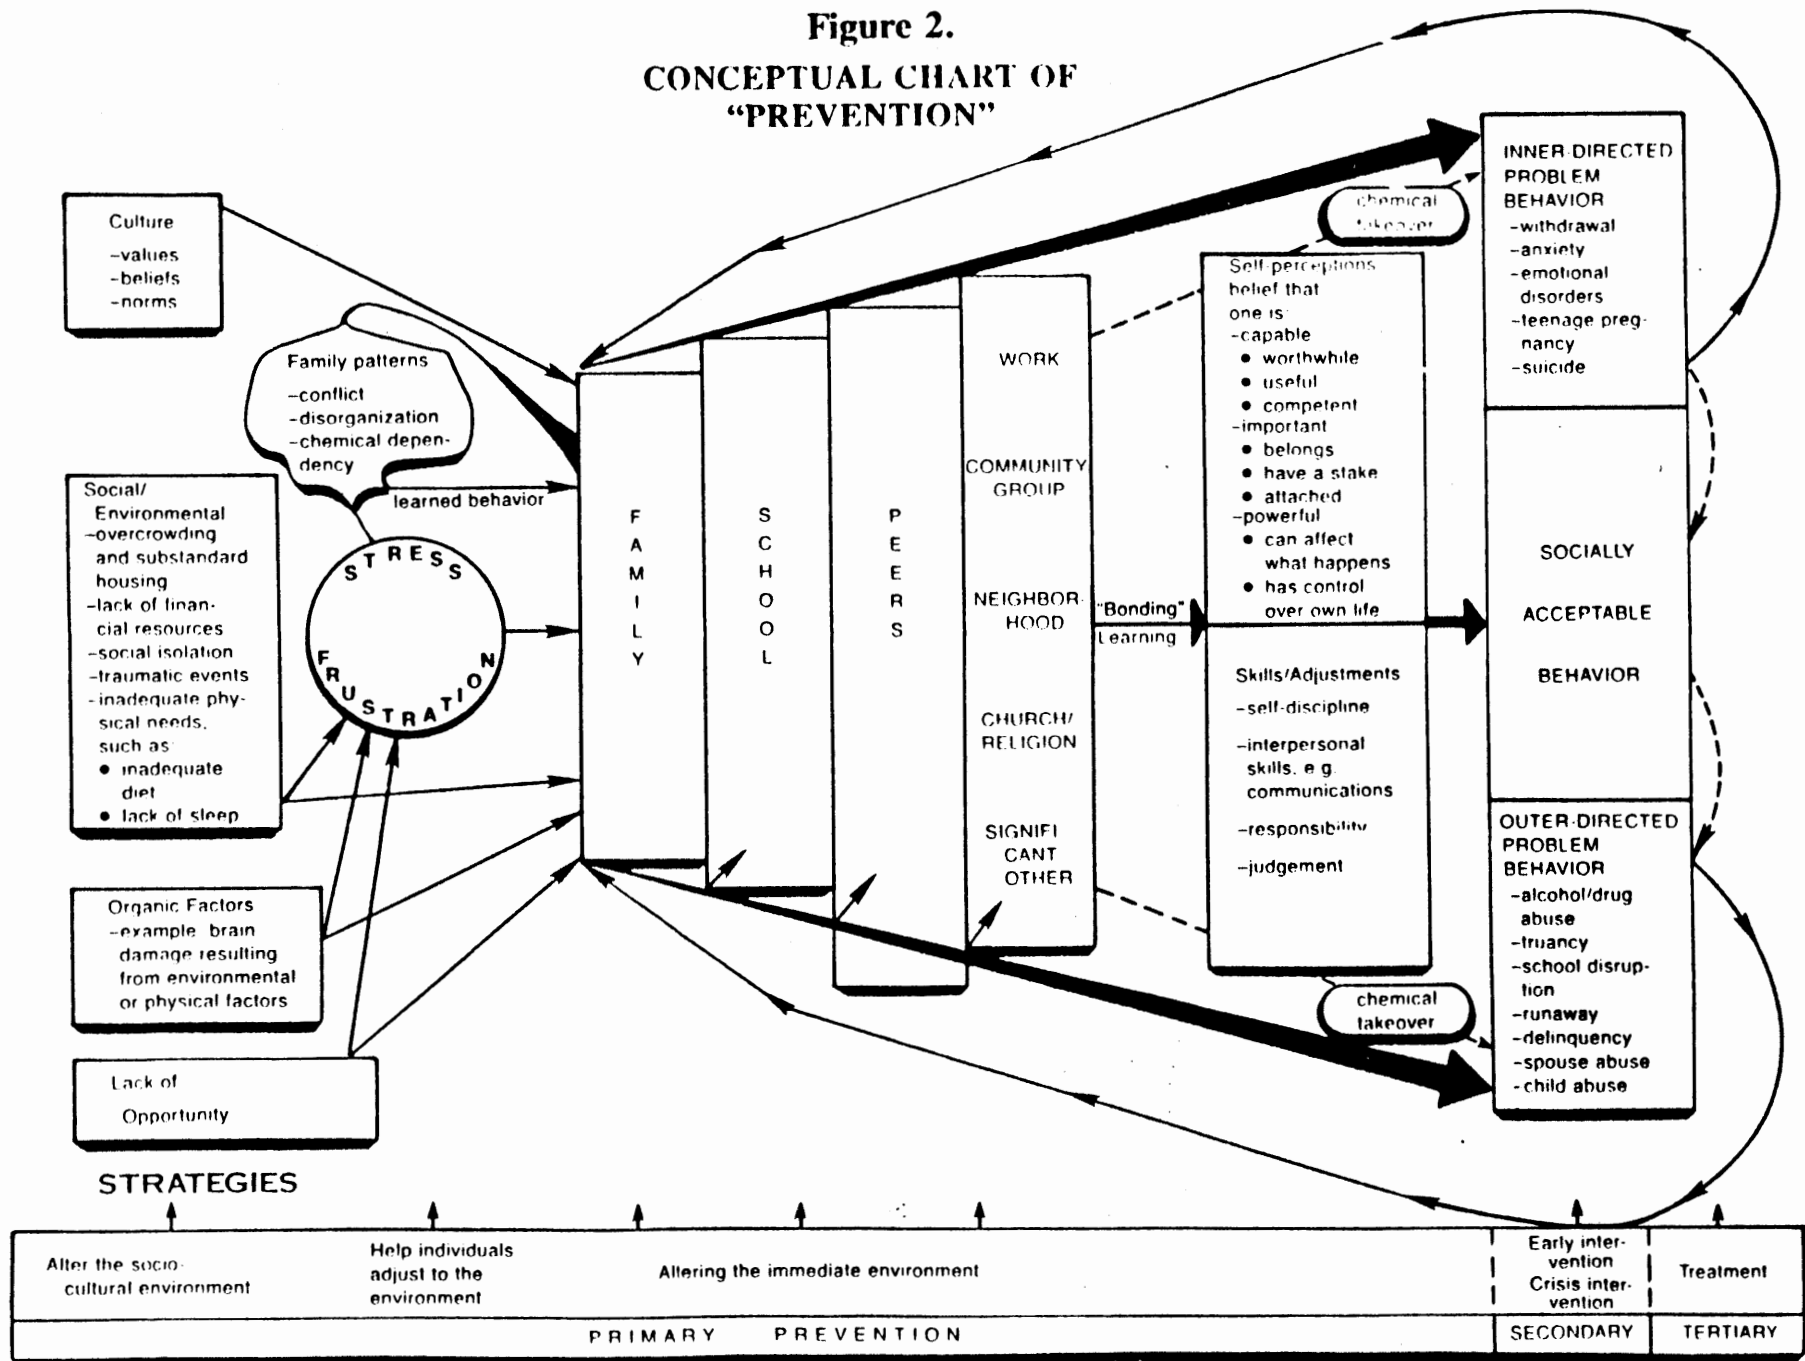 Figure 2.
CONCEPTUAL CHART OF
“PREVENTION”
Culture
–values
–beliefs
–norms
Family patterns
–conflict
–disorganization
–chemical depen-
dency
learned behavior
Social/
Environmental
–overcrowding
and substandard
housing
–lack of finan-
cial resources
–social isolation
–traumatic events
–inadequate phy-
sical needs,
such as:
• inadequate
diet
• lack of sleep
STRESS
FRUSTRATION
Organic Factors
–example brain
damage resulting
from environmental
or physical factors
Lack of
Opportunity
FAMILY
SCHOOL
PEERS
WORK
COMMUNITY
GROUP
NEIGHBOR-
HOOD
CHURCH/
RELIGION
SIGNIFI
CANT
OTHER
"Bonding"
Learning
chemical
takeover
Self-perceptions
belief that
one is:
–capable
• worthwhile
• useful
• competent
–important
• belongs
• have a stake
• attached
–powerful
• can affect
what happens
• has control
over own life
Skills/Adjustments
–self-discipline
–interpersonal
skills, e.g.
communications
–responsibility
–judgement
chemical
takeover
INNER-DIRECTED
PROBLEM
BEHAVIOR
–withdrawal
–anxiety
–emotional
disorders
–teenage preg-
nancy
–suicide
SOCIALLY
ACCEPTABLE
BEHAVIOR
OUTER-DIRECTED
PROBLEM
BEHAVIOR
–alcohol/drug
abuse
–truancy
–school disrup-
tion
–runaway
–delinquency
–spouse abuse
–child abuse
STRATEGIES
Alter the socio-
cultural environment
Help individuals
adjust to the
environment
Altering the immediate environment
Early inter-
vention
Crisis inter-
vention
Treatment
PRIMARY PREVENTION
SECONDARY
TERTIARY